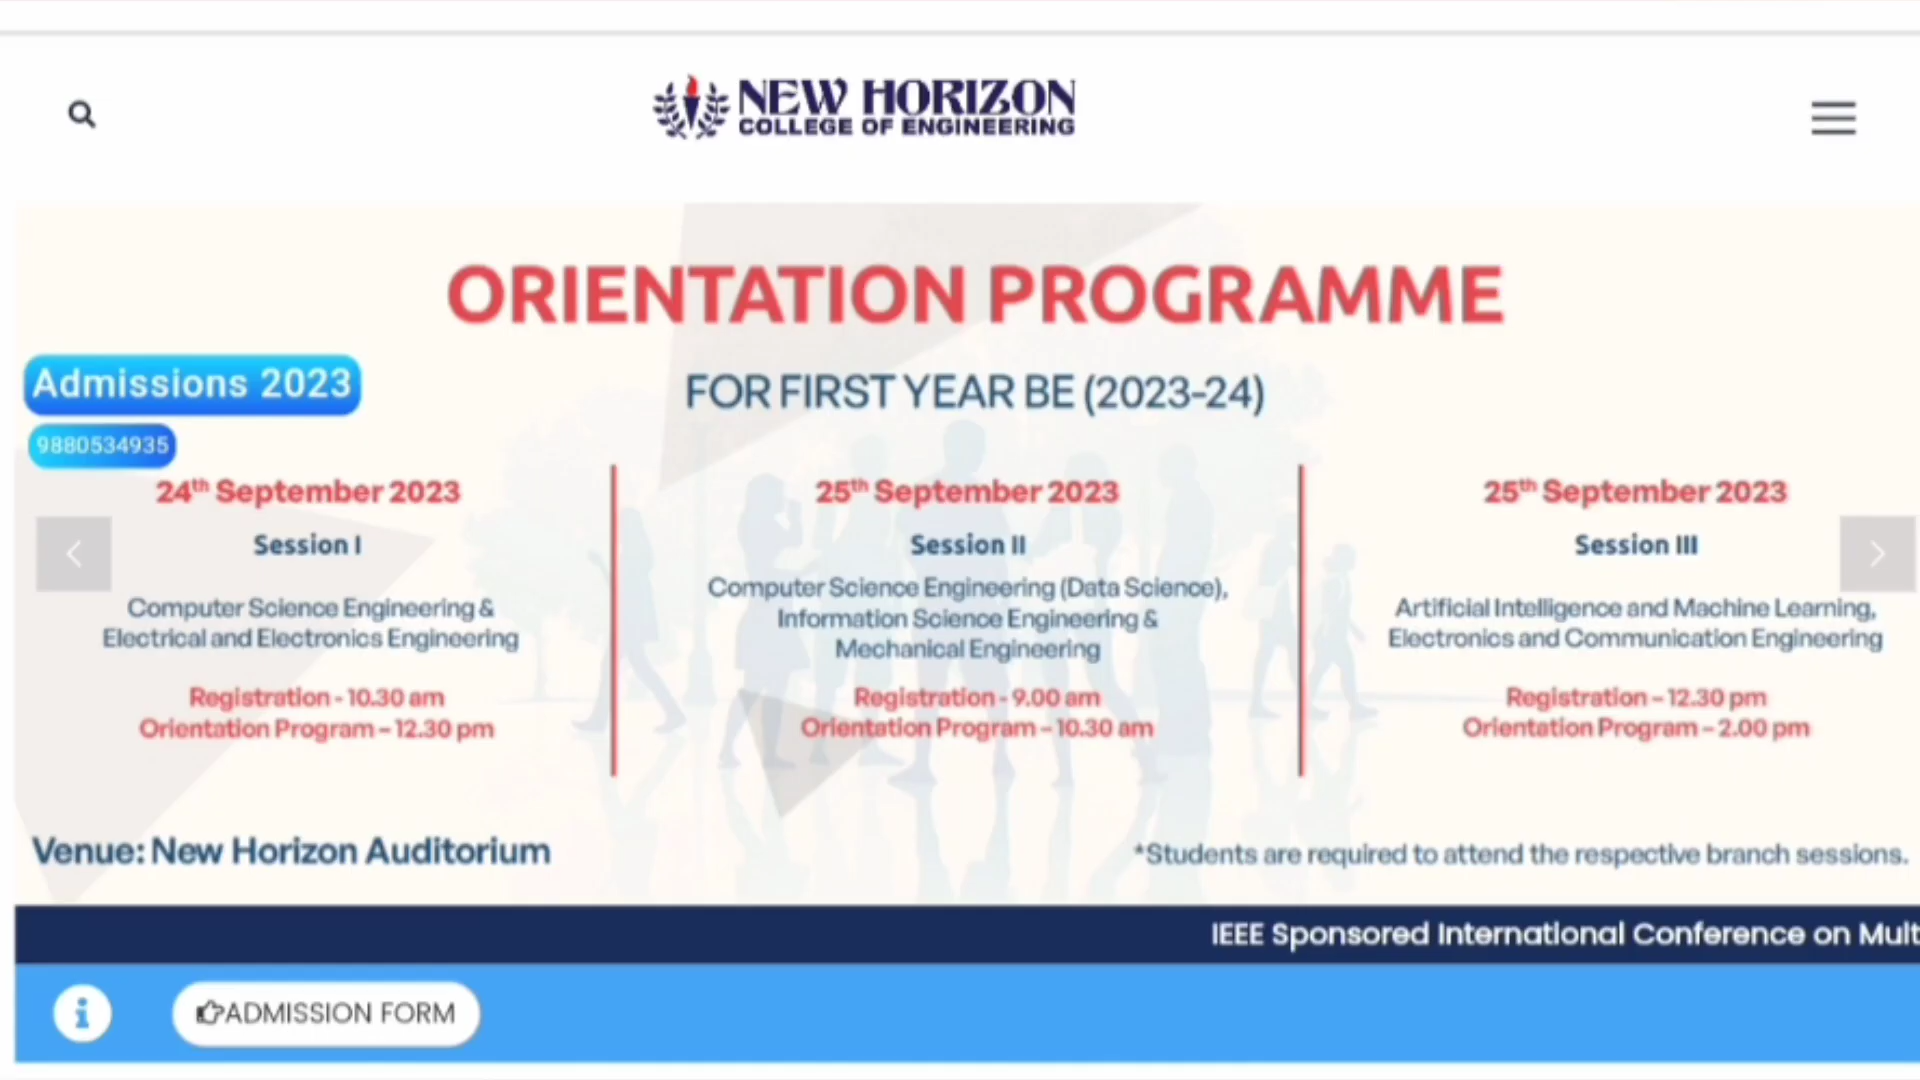 NEW HORIZON
COLLEGE OF ENGINEERING
ORIENTATION PROGRAMME
FOR FIRST YEAR BE (2023-24)
Admissions 2023
9880534935
24th September 2023
Session I
Computer Science Engineering &
Electrical and Electronics Engineering
Registration - 10.30 am
Orientation Program – 12.30 pm
25th September 2023
Session II
Computer Science Engineering (Data Science),
Information Science Engineering &
Mechanical Engineering
Registration - 9.00 am
Orientation Program – 10.30 am
25th September 2023
Session III
Artificial Intelligence and Machine Learning,
Electronics and Communication Engineering
Registration – 12.30 pm
Orientation Program – 2.00 pm
Venue: New Horizon Auditorium
*Students are required to attend the respective branch sessions.
IEEE Sponsored International Conference on Mult
ADMISSION FORM